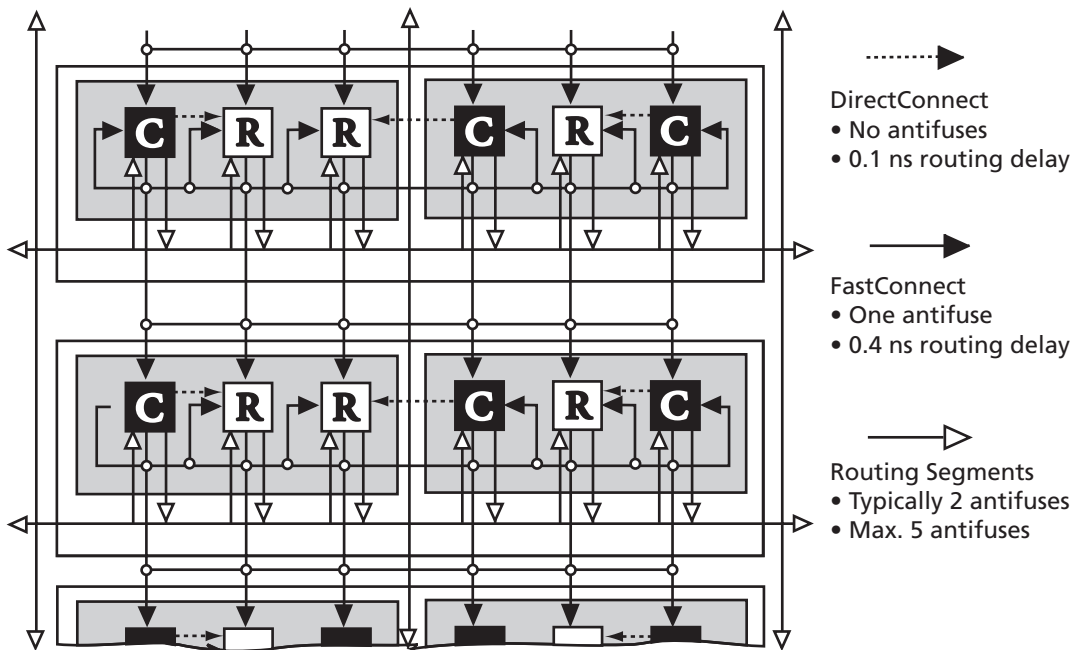 C R R C R C
DirectConnect
• No antifuses
• 0.1 ns routing delay
FastConnect
• One antifuse
• 0.4 ns routing delay
C R R C R C
Routing Segments
• Typically 2 antifuses
• Max. 5 antifuses